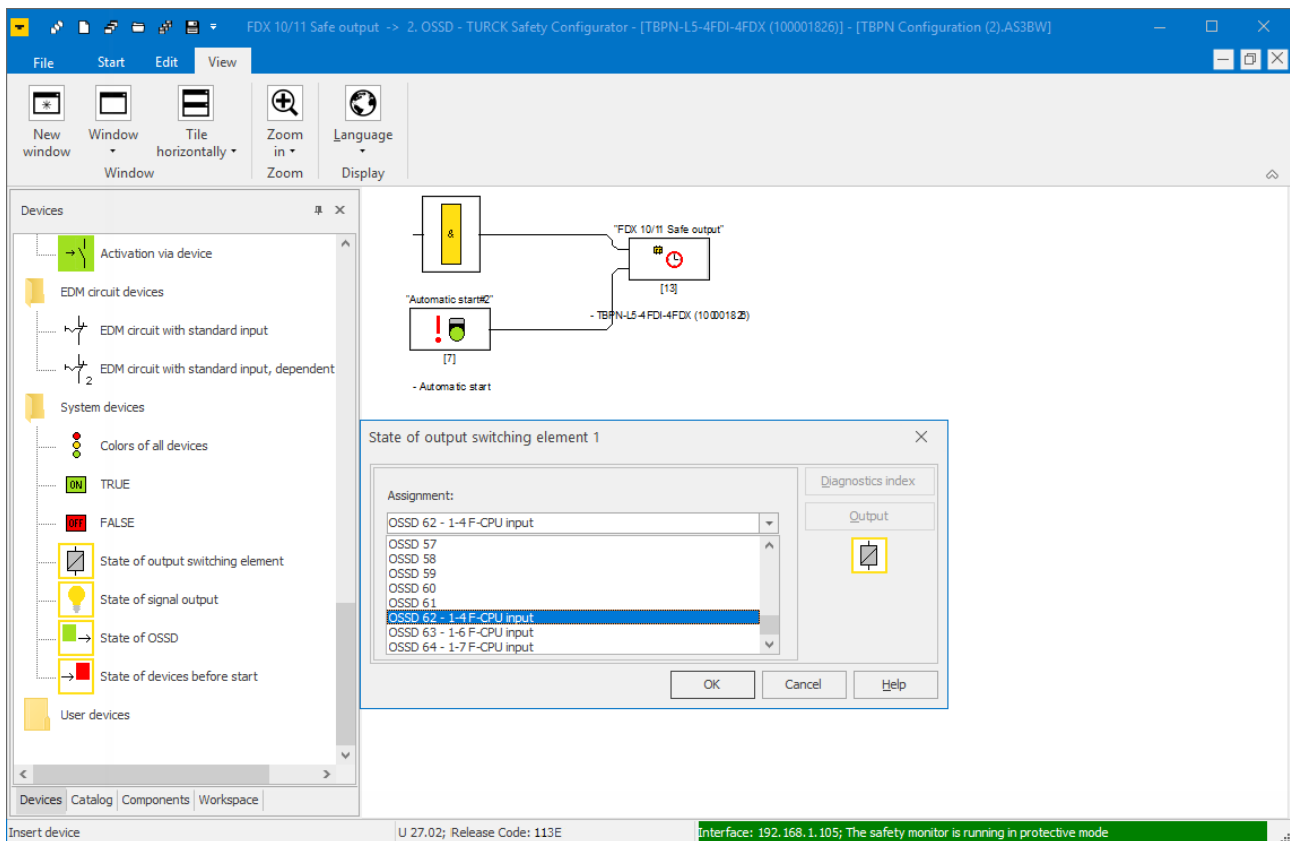 FDX 10/11 Safe output -> 2. OSSD - TURCK Safety Configurator - [TBPN-L5-4FDI-4FDX (100001826)] - [TBPN Configuration (2).AS3BW]
File Start Edit View
New window
Window
Tile horizontally
Zoom in
Language
Window Zoom Display
Devices
Activation via device
EDM circuit devices
EDM circuit with standard input
2 EDM circuit with standard input, dependent
System devices
Colors of all devices
ON TRUE
OFF FALSE
State of output switching element
State of signal output
State of OSSD
State of devices before start
User devices
Devices Catalog Components Workspace
&
"FDX 10/11 Safe output"
[13]
- TBPN-L5-4FDI-4FDX (100001826)
"Automatic start#2"
[7]
- Automatic start
State of output switching element 1
Assignment:
OSSD 62 - 1-4 F-CPU input
OSSD 57
OSSD 58
OSSD 59
OSSD 60
OSSD 61
OSSD 62 - 1-4 F-CPU input
OSSD 63 - 1-6 F-CPU input
OSSD 64 - 1-7 F-CPU input
Diagnostics index
Output
OK Cancel Help
Insert device
U 27.02; Release Code: 113E
Interface: 192.168.1.105; The safety monitor is running in protective mode